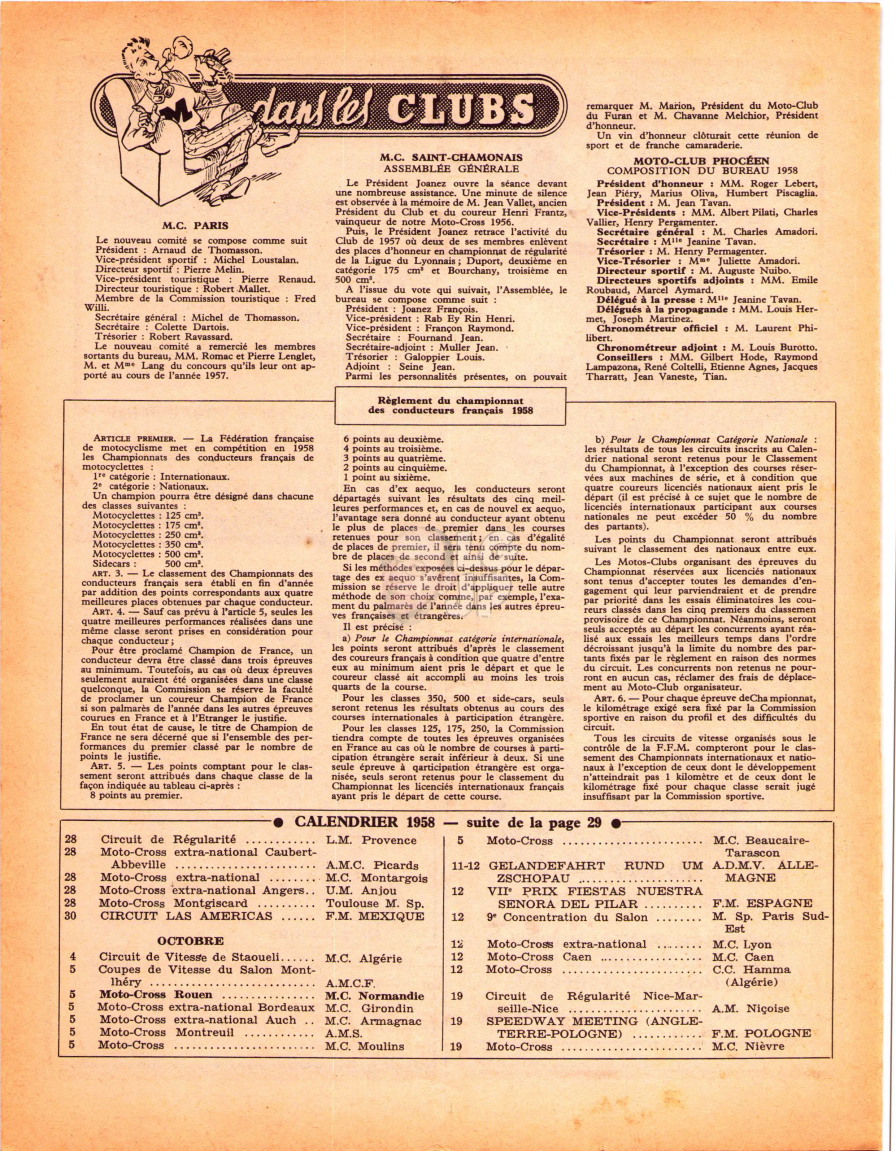 M
dans les CLUBS
M.C. PARIS
Le nouveau comité se compose comme suit
Président : Arnaud de Thomasson.
Vice-président sportif : Michel Loustalan.
Directeur sportif : Pierre Melin.
Vice-président touristique : Pierre Renaud.
Directeur touristique : Robert Mallet.
Membre de la Commission touristique : Fred
Willi.
Secrétaire général : Michel de Thomasson.
Secrétaire : Colette Dartois.
Trésorier : Robert Ravassard.
Le nouveau comité a remercié les membres
sortants du bureau, MM. Romac et Pierre Lenglet,
M. et Mme Lang du concours qu'ils leur ont ap-
porté au cours de l'année 1957.
M.C. SAINT-CHAMONAIS
ASSEMBLÉE GÉNÉRALE
Le Président Joanez ouvre la séance devant
une nombreuse assistance. Une minute de silence
est observée à la mémoire de M. Jean Vallet, ancien
Président du Club et du coureur Henri Frantz,
vainqueur de notre Moto-Cross 1956.
Puis, le Président Joanez retrace l'activité du
Club de 1957 où deux de ses membres enlèvent
des places d'honneur en championnat de régularité
de la Ligue du Lyonnais ; Duport, deuxième en
catégorie 175 cm³ et Bourchany, troisième en
500 cm³.
A l'issue du vote qui suivait, l'Assemblée, le
bureau se compose comme suit :
Président : Joanez François.
Vice-président : Rab Ey Rin Henri.
Vice-président : Françon Raymond.
Secrétaire : Fournand Jean.
Secrétaire-adjoint : Muller Jean.
Trésorier : Galoppier Louis.
Adjoint : Seine Jean.
Parmi les personnalités présentes, on pouvait
remarquer M. Marion, Président du Moto-Club
du Furan et M. Chavanne Melchior, Président
d'honneur.
Un vin d'honneur clôturait cette réunion de
sport et de franche camaraderie.
MOTO-CLUB PHOCÉEN
COMPOSITION DU BUREAU 1958
Président d'honneur : MM. Roger Lebert,
Jean Piéry, Marius Oliva, Humbert Piscaglia.
Président : M. Jean Tavan.
Vice-Présidents : MM. Albert Pilati, Charles
Vallier, Henry Pergamenter.
Secrétaire général : M. Charles Amadori.
Secrétaire : Mlle Jeanine Tavan.
Trésorier : M. Henry Permagenter.
Vice-Trésorier : Mme Juliette Amadori.
Directeur sportif : M. Auguste Nuibo.
Directeurs sportifs adjoints : MM. Emile
Roubaud, Marcel Aymard.
Délégué à la presse : Mlle Jeanine Tavan.
Délégués à la propagande : MM. Louis Her-
met, Joseph Martinez.
Chronométreur officiel : M. Laurent Phi-
libert.
Chronométreur adjoint : M. Louis Burotto.
Conseillers : MM. Gilbert Hode, Raymond
Lampazona, René Coltelli, Etienne Agnes, Jacques
Tharratt, Jean Vaneste, Tian.
Règlement du championnat
des conducteurs français 1958
ARTICLE PREMIER. — La Fédération française
de motocyclisme met en compétition en 1958
les Championnats des conducteurs français de
motocyclettes :
1re catégorie : Internationaux.
2e catégorie : Nationaux.
Un champion pourra être désigné dans chacune
des classes suivantes :
Motocyclettes : 125 cm³.
Motocyclettes : 175 cm³.
Motocyclettes : 250 cm³.
Motocyclettes : 350 cm³.
Motocyclettes : 500 cm³.
Sidecars : 500 cm³.
ART. 3. — Le classement des Championnats des
conducteurs français sera établi en fin d'année
par addition des points correspondants aux quatre
meilleures places obtenues par chaque conducteur.
ART. 4. — Sauf cas prévu à l'article 5, seules les
quatre meilleures performances réalisées dans une
même classe seront prises en considération pour
chaque conducteur ;
Pour être proclamé Champion de France, un
conducteur devra être classé dans trois épreuves
au minimum. Toutefois, au cas où deux épreuves
seulement auraient été organisées dans une classe
quelconque, la Commission se réserve la faculté
de proclamer un coureur Champion de France
si son palmarès de l'année dans les autres épreuves
courues en France et à l'Etranger le justifie.
En tout état de cause, le titre de Champion de
France ne sera décerné que si l'ensemble des per-
formances du premier classé par le nombre de
points le justifie.
ART. 5. — Les points comptant pour le clas-
sement seront attribués dans chaque classe de la
façon indiquée au tableau ci-après :
8 points au premier.
6 points au deuxième.
4 points au troisième.
3 points au quatrième.
2 points au cinquième.
1 point au sixième.
En cas d'ex aequo, les conducteurs seront
départagés suivant les résultats des cinq meil-
leures performances et, en cas de nouvel ex aequo,
l'avantage sera donné au conducteur ayant obtenu
le plus de places de premier dans les courses
retenues pour son classement ; en cas d'égalité
de places de premier, il sera tenu compte du nom-
bre de places de second et ainsi de suite.
Si les méthodes exposées ci-dessus pour le dépar-
tage des ex aequo s'avèrent insuffisantes, la Com-
mission se réserve le droit d'appliquer telle autre
méthode de son choix comme, par exemple, l'exa-
ment du palmarès de l'année dans les autres épreu-
ves françaises et étrangères.
Il est précisé :
a) Pour le Championnat catégorie internationale,
les points seront attribués d'après le classement
des coureurs français à condition que quatre d'entre
eux au minimum aient pris le départ et que le
coureur classé ait accompli au moins les trois
quarts de la course.
Pour les classes 350, 500 et side-cars, seuls
seront retenus les résultats obtenus au cours des
courses internationales à participation étrangère.
Pour les classes 125, 175, 250, la Commission
tiendra compte de toutes les épreuves organisées
en France au cas où le nombre de courses à parti-
cipation étrangère serait inférieur à deux. Si une
seule épreuve à qarticipation étrangère est orga-
nisée, seuls seront retenus pour le classement du
Championnat les licenciés internationaux français
ayant pris le départ de cette course.
b) Pour le Championnat Catégorie Nationale :
les résultats de tous les circuits inscrits au Calen-
drier national seront retenus pour le Classement
du Championnat, à l'exception des courses réser-
vées aux machines de série, et à condition que
quatre coureurs licenciés nationaux aient pris le
départ (il est précisé à ce sujet que le nombre de
licenciés internationaux participant aux courses
nationales ne peut excéder 50 % du nombre
des partants).
Les points du Championnat seront attribués
suivant le classement des nationaux entre eux.
Les Motos-Clubs organisant des épreuves du
Championnat réservées aux licenciés nationaux
sont tenus d'accepter toutes les demandes d'en-
gagement qui leur parviendraient et de prendre
par priorité dans les essais éliminatoires les cou-
reurs classés dans les cinq premiers du classemen
provisoire de ce Championnat. Néanmoins, seront
seuls acceptés au départ les concurrents ayant réa-
lisé aux essais les meilleurs temps dans l'ordre
décroissant jusqu'à la limite du nombre des par-
tants fixés par le règlement en raison des normes
du circuit. Les concurrents non retenus ne pour-
ront en aucun cas, réclamer des frais de déplace-
ment au Moto-Club organisateur.
ART. 6. — Pour chaque épreuve deCha mpionnat,
le kilométrage exigé sera fixé par la Commission
sportive en raison du profil et des difficultés du
circuit.
Tous les circuits de vitesse organisés sous le
contrôle de la F.F.M. compteront pour le clas-
sement des Championnats internationaux et natio-
naux à l'exception de ceux dont le développement
n'atteindrait pas 1 kilomètre et de ceux dont le
kilométrage fixé pour chaque classe serait jugé
insuffisant par la Commission sportive.
● CALENDRIER 1958 — suite de la page 29 ●
28 Circuit de Régularité ............ L.M. Provence
28 Moto-Cross extra-national Caubert-
Abbeville ........................ A.M.C. Picards
28 Moto-Cross extra-national ........ M.C. Montargois
28 Moto-Cross extra-national Angers.. U.M. Anjou
28 Moto-Cross Montgiscard .......... Toulouse M. Sp.
30 CIRCUIT LAS AMERICAS ...... F.M. MEXIQUE
OCTOBRE
4 Circuit de Vitesse de Staoueli...... M.C. Algérie
5 Coupes de Vitesse du Salon Mont-
lhéry ............................ A.M.C.F.
5 Moto-Cross Rouen ................ M.C. Normandie
5 Moto-Cross extra-national Bordeaux M.C. Girondin
5 Moto-Cross extra-national Auch .. M.C. Armagnac
5 Moto-Cross Montreuil ............ A.M.S.
5 Moto-Cross ........................ M.C. Moulins
5 Moto-Cross ........................ M.C. Beaucaire-
Tarascon
11-12 GELANDEFAHRT RUND UM A.D.M.V. ALLE-
ZSCHOPAU .................... MAGNE
12 VIIe PRIX FIESTAS NUESTRA
SENORA DEL PILAR .......... F.M. ESPAGNE
12 9e Concentration du Salon ........ M. Sp. Paris Sud-
Est
12 Moto-Cross extra-national ........ M.C. Lyon
12 Moto-Cross Caen ................. M.C. Caen
12 Moto-Cross ........................ C.C. Hamma
(Algérie)
19 Circuit de Régularité Nice-Mar-
seille-Nice ....................... A.M. Niçoise
19 SPEEDWAY MEETING (ANGLE-
TERRE-POLOGNE) ............ F.M. POLOGNE
19 Moto-Cross ........................ M.C. Nièvre